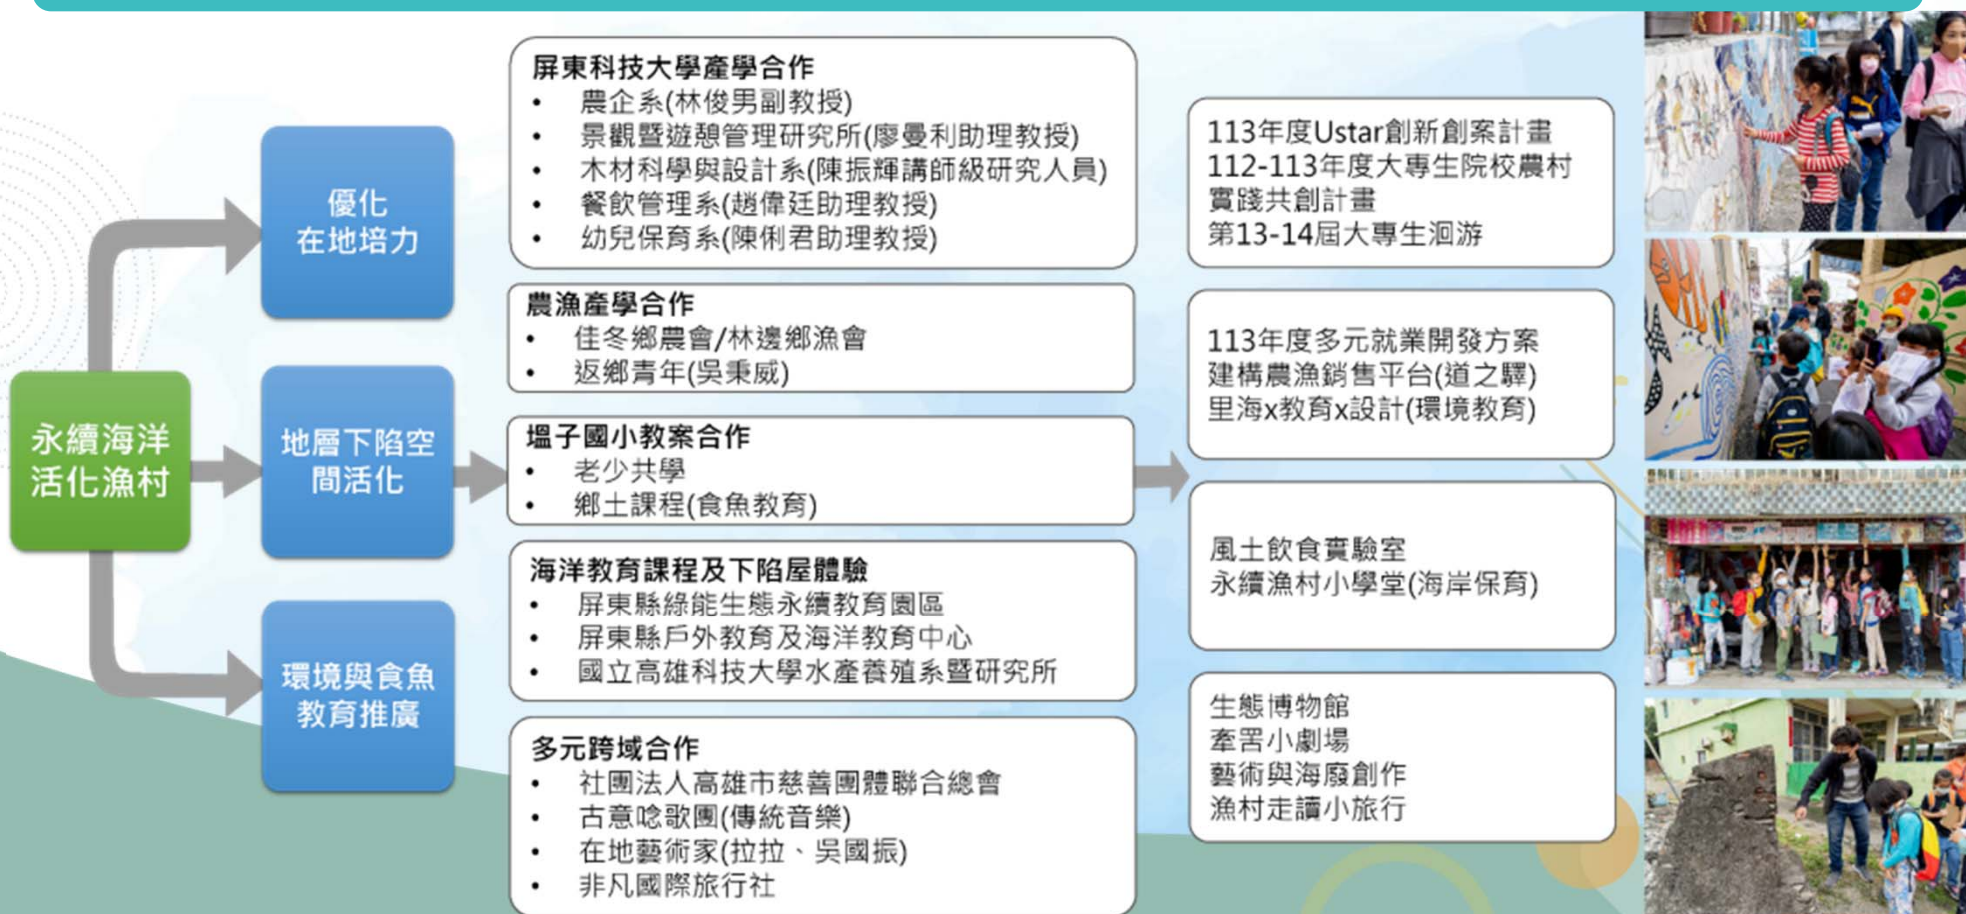 永續海洋
活化漁村
優化
在地培力
地層下陷空
間活化
環境與食魚
教育推廣
屏東科技大學產學合作
• 農企系(林俊男副教授)
• 景觀暨遊憩管理研究所(廖曼利助理教授)
• 木材科學與設計系(陳振輝講師級研究人員)
• 餐飲管理系(趙偉廷助理教授)
• 幼兒保育系(陳俐君助理教授)
農漁產學合作
• 佳冬鄉農會/林邊鄉漁會
• 返鄉青年(吳秉威)
塭子國小教案合作
• 老少共學
• 鄉土課程(食魚教育)
海洋教育課程及下陷屋體驗
• 屏東縣綠能生態永續教育園區
• 屏東縣戶外教育及海洋教育中心
• 國立高雄科技大學水產養殖系暨研究所
多元跨域合作
• 社團法人高雄市慈善團體聯合總會
• 古意唸歌團(傳統音樂)
• 在地藝術家(拉拉、吳國振)
• 非凡國際旅行社
113年度Ustar創新創案計畫
112-113年度大專生院校農村
實踐共創計畫
第13-14屆大專生洄游
113年度多元就業開發方案
建構農漁銷售平台(道之驛)
里海x教育x設計(環境教育)
風土飲食實驗室
永續漁村小學堂(海岸保育)
生態博物館
牽罟小劇場
藝術與海廢創作
漁村走讀小旅行